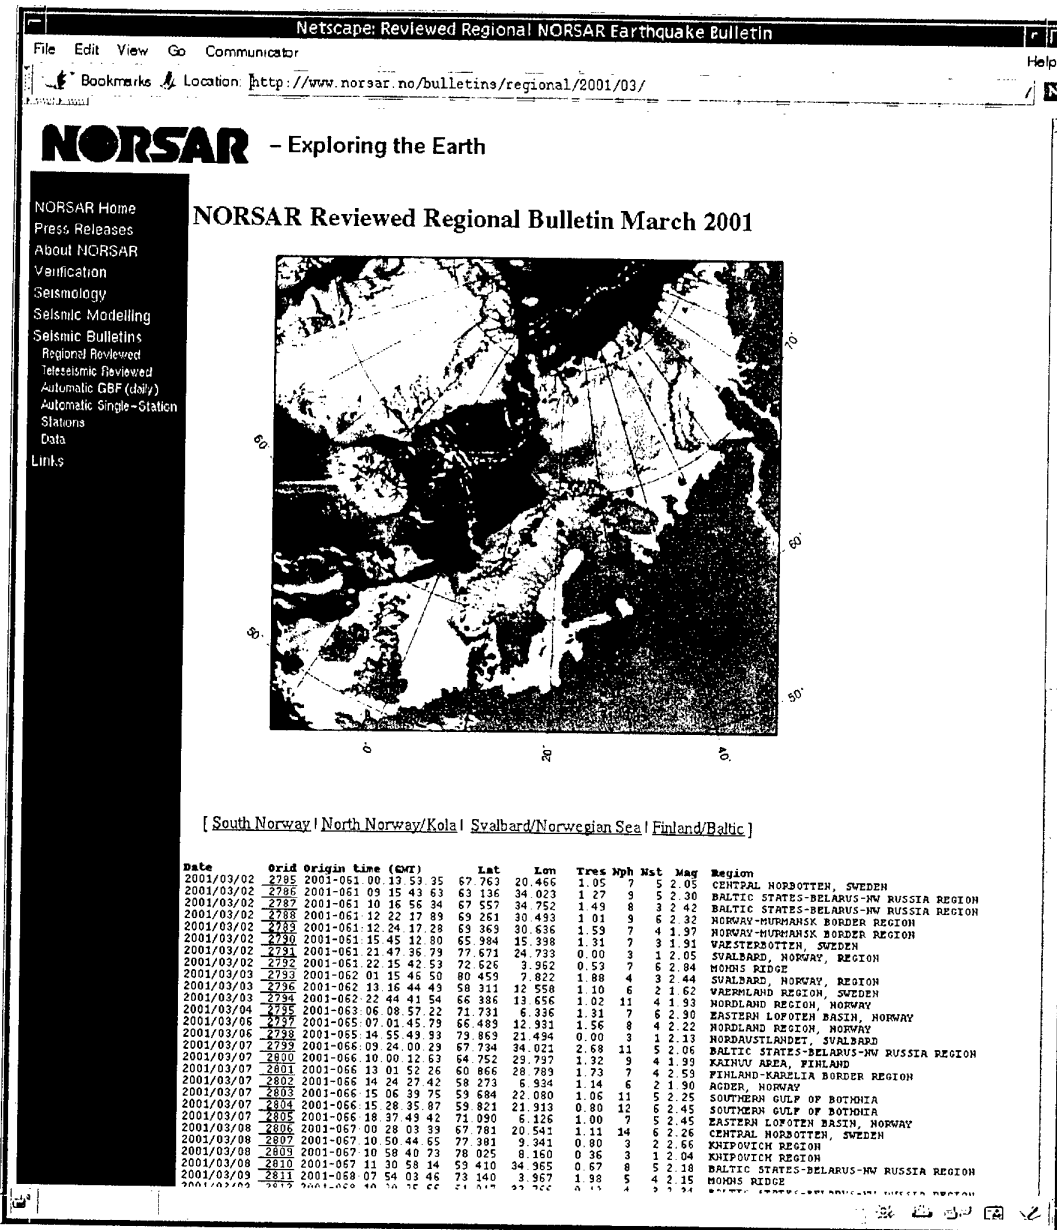 Netscape: Reviewed Regional NORSAR Earthquake Bulletin
File Edit View Go Communicator Help
Bookmarks Location: http://www.norsar.no/bulletins/regional/2001/03/
NORSAR – Exploring the Earth
NORSAR Home
Press Releases
About NORSAR
Verification
Seismology
Seismic Modelling
Seismic Bulletins
Regional Reviewed
Teleseismic Reviewed
Automatic GBF (daily)
Automatic Single-Station
Stations
Data
Links
NORSAR Reviewed Regional Bulletin March 2001
70°
60°
60°
50°
50°
0°
20°
40°
[ South Norway | North Norway/Kola | Svalbard/Norwegian Sea | Finland/Baltic ]
Date Orid Origin time (GMT) Lat Lon Tres Nph Nst Mag Region
2001/03/02 2785 2001-061:00.13.53.35 67.763 20.466 1.05 7 5 2.05 CENTRAL NORBOTTEN, SWEDEN
2001/03/02 2786 2001-061 09 15 43 63 63 136 34.023 1 27 9 5 2.30 BALTIC STATES-BELARUS-NW RUSSIA REGION
2001/03/02 2787 2001-061 10 16 56 34 67 557 34.752 1.49 8 3 2 42 BALTIC STATES-BELARUS-NW RUSSIA REGION
2001/03/02 2788 2001-061:12 22 17 89 69 261 30.493 1 01 9 6 2.32 NORWAY-MURMANSK BORDER REGION
2001/03/02 2789 2001-061:12.24.17.28 69 369 30.636 1.59 7 4 1.97 NORWAY-MURMANSK BORDER REGION
2001/03/02 2790 2001-061:15.45 12.80 65.984 15.398 1.31 7 3 1.91 VAESTERBOTTEN, SWEDEN
2001/03/02 2791 2001-061:21.47.36.79 77.671 24.733 0.00 3 1 2.05 SVALBARD, NORWAY, REGION
2001/03/02 2792 2001-061.22.15 42.53 72.626 3.962 0.53 7 6 2.84 MOHNS RIDGE
2001/03/03 2793 2001-062 01 15 46 50 80 459 7.822 1.88 4 3 2.44 SVALBARD, NORWAY, REGION
2001/03/03 2796 2001-062 13.16 44 49 58 311 12 558 1.10 6 2 1.62 VAERMLAND REGION, SWEDEN
2001/03/03 2794 2001-062:22 44 41 54 66 386 13.656 1.02 11 4 1.93 NORDLAND REGION, NORWAY
2001/03/04 2795 2001-063:06.08.57.22 71.731 6.336 1.31 7 6 2.90 EASTERN LOFOTEN BASIN, NORWAY
2001/03/06 2797 2001-065:07.01.45.79 66.489 12.931 1.56 8 4 2.22 NORDLAND REGION, NORWAY
2001/03/06 2798 2001-065:14.55.49.93 79.869 21.494 0.00 3 1 2.13 NORDAUSTLANDET, SVALBARD
2001/03/07 2799 2001-066:09.24.00.29 67.734 34.021 2.68 11 5 2.06 BALTIC STATES-BELARUS-NW RUSSIA REGION
2001/03/07 2800 2001-066.10.00.12.63 64.752 29.797 1.32 9 4 1.99 KAINUU AREA, FINLAND
2001/03/07 2801 2001-066 13 01 52 26 60 866 28.789 1.73 7 4 2.59 FINLAND-KARELIA BORDER REGION
2001/03/07 2802 2001-066 14 24 27.42 58 273 6.934 1.14 6 2 1.90 AGDER, NORWAY
2001/03/07 2803 2001-066 15 06 39 75 59 684 22.080 1.06 11 5 2.25 SOUTHERN GULF OF BOTHNIA
2001/03/07 2804 2001-066 15.28.35.87 59.821 21.913 0.80 12 6 2.45 SOUTHERN GULF OF BOTHNIA
2001/03/07 2805 2001-066 18.37.49 42 71.090 6.126 1.00 7 5 2.45 EASTERN LOFOTEN BASIN, NORWAY
2001/03/08 2806 2001-067:00 28 03 39 67.781 20.541 1.11 14 6 2.26 CENTRAL NORBOTTEN, SWEDEN
2001/03/08 2807 2001-067:10.50.44.65 77.381 9.341 0.80 3 2 2.66 KNIPOVICH REGION
2001/03/08 2809 2001-067:10 58 40 73 78 025 8.160 0 36 3 1 2.04 KNIPOVICH REGION
2001/03/08 2810 2001-067 11 30 58 14 59 410 34.965 0.67 8 5 2.18 BALTIC STATES-BELARUS-NW RUSSIA REGION
2001/03/09 2811 2001-068:07 54 03 46 73 140 3.967 1.98 5 4 2.15 MOHNS RIDGE